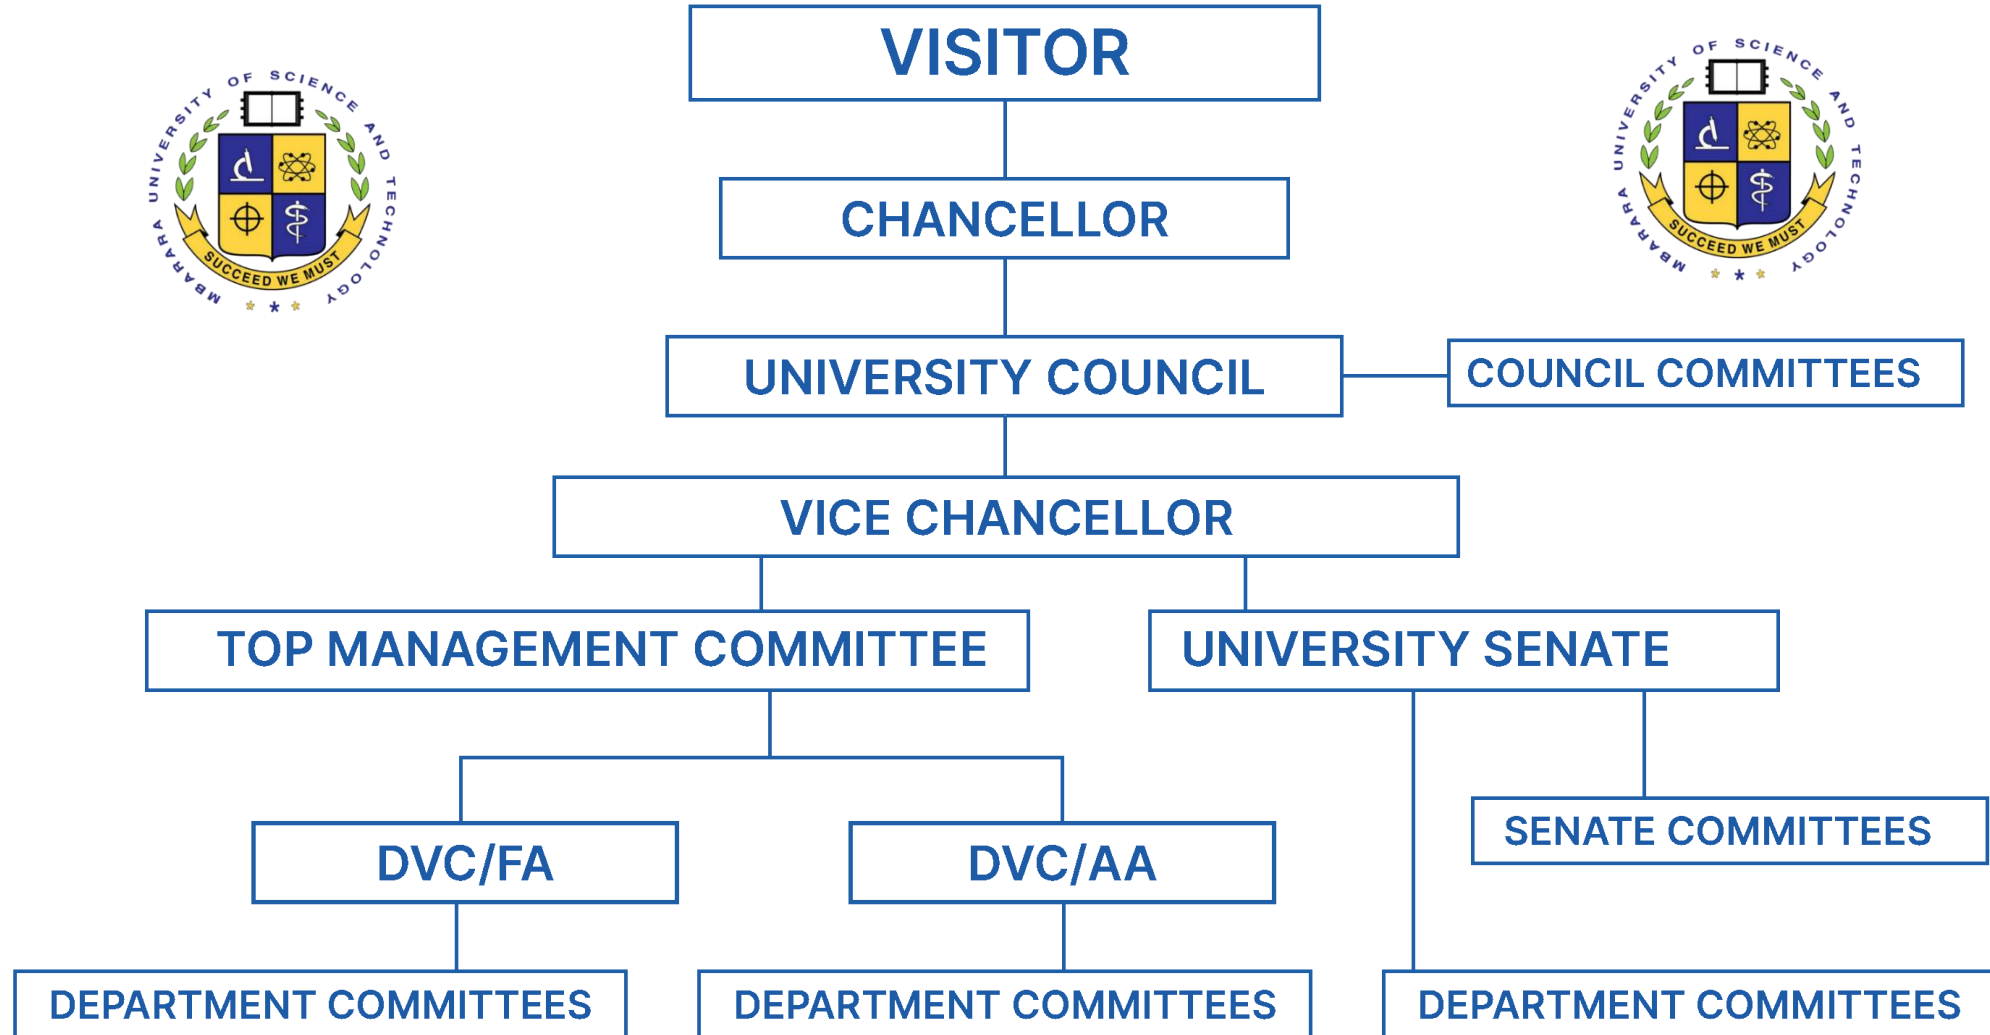 VISITOR
MBARARA UNIVERSITY OF SCIENCE AND TECHNOLOGY
SUCCEED WE MUST
MBARARA UNIVERSITY OF SCIENCE AND TECHNOLOGY
SUCCEED WE MUST
CHANCELLOR
UNIVERSITY COUNCIL
COUNCIL COMMITTEES
VICE CHANCELLOR
TOP MANAGEMENT COMMITTEE
UNIVERSITY SENATE
SENATE COMMITTEES
DVC/FA
DVC/AA
DEPARTMENT COMMITTEES
DEPARTMENT COMMITTEES
DEPARTMENT COMMITTEES